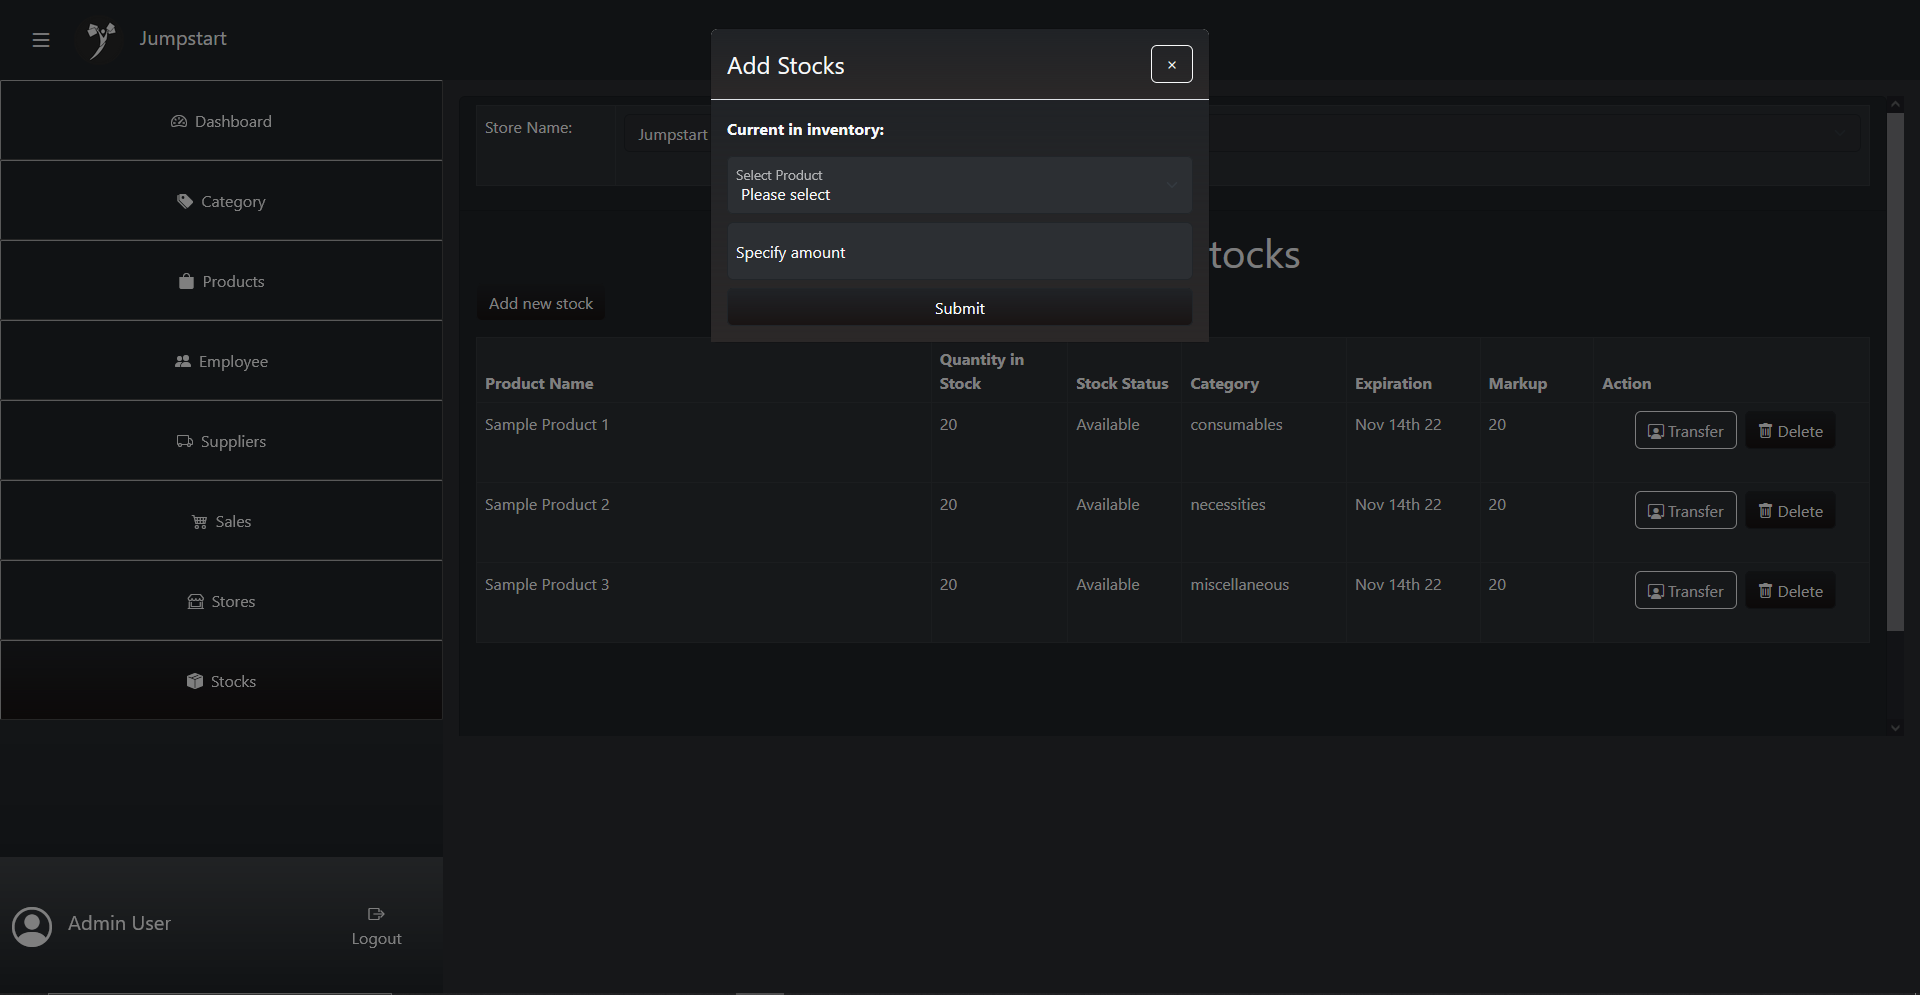 Jumpstart
Dashboard
Category
Products
Employee
Suppliers
Sales
Stores
Stocks
Admin User
Logout
Add Stocks
×
Current in inventory:
Select Product
Please select
Specify amount
Submit
Store Name:
Jumpstart
tocks
Add new stock
Product Name Quantity in Stock Stock Status Category Expiration Markup Action
Sample Product 1 20 Available consumables Nov 14th 22 20 Transfer Delete
Sample Product 2 20 Available necessities Nov 14th 22 20 Transfer Delete
Sample Product 3 20 Available miscellaneous Nov 14th 22 20 Transfer Delete